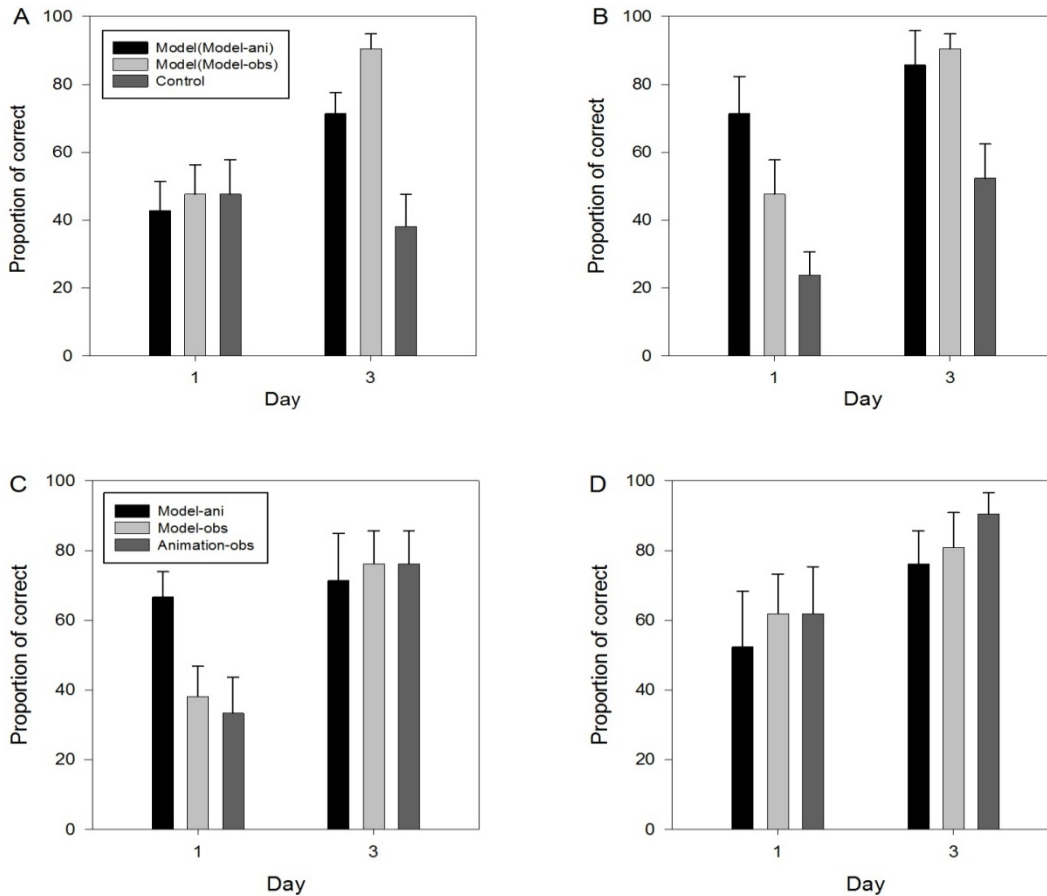 A
B
100
80
60
40
20
0
Proportion of correct
Model(Model-ani)
Model(Model-obs)
Control
1
3
Day
100
80
60
40
20
0
Proportion of correct
1
3
Day
C
D
100
80
60
40
20
0
Proportion of correct
Model-ani
Model-obs
Animation-obs
1
3
Day
100
80
60
40
20
0
Proportion of correct
1
3
Day